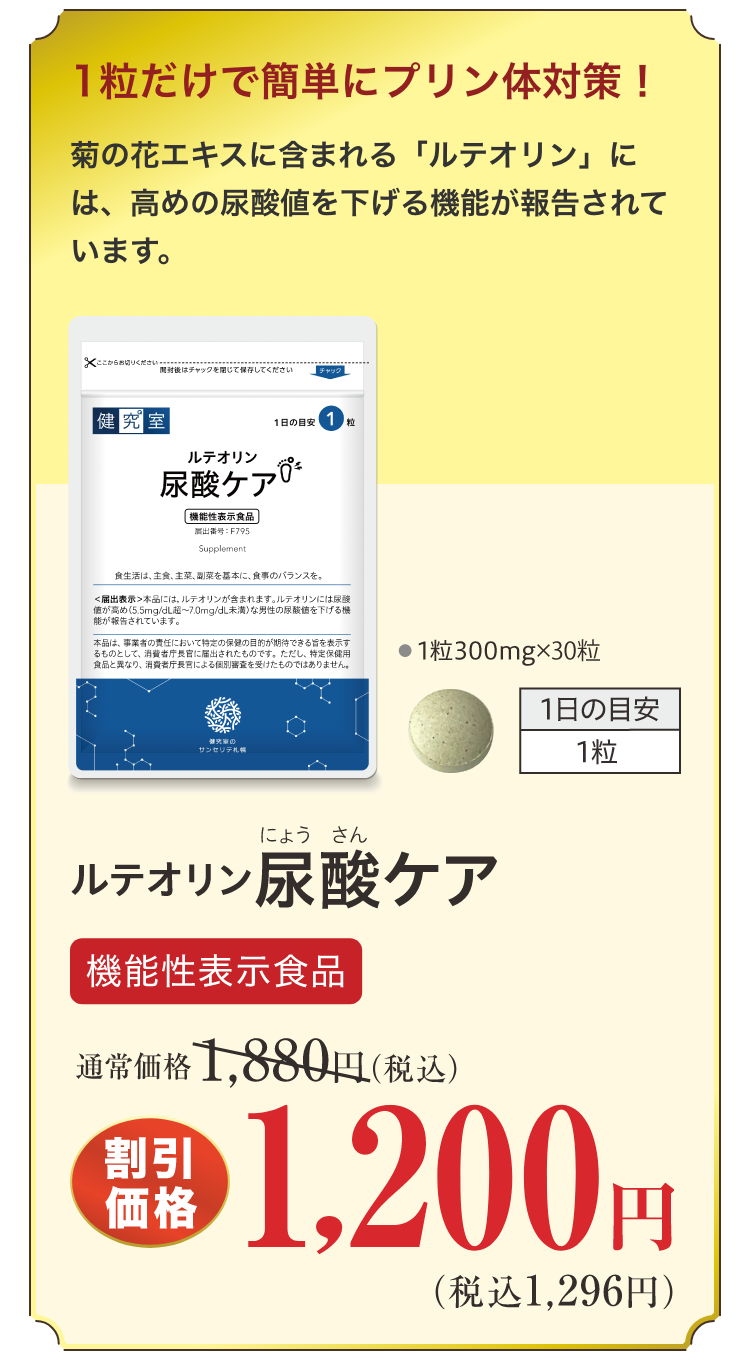 1粒だけで簡単にプリン体対策！
菊の花エキスに含まれる「ルテオリン」に
は、高めの尿酸値を下げる機能が報告されて
います。
ここからお切りください
開封後はチャックを閉じて保存してください
チャック
健究室
1日の目安 1 粒
ルテオリン
尿酸ケア
機能性表示食品
届出番号：F795
Supplement
食生活は、主食、主菜、副菜を基本に、食事のバランスを。
＜届出表示＞本品には、ルテオリンが含まれます。ルテオリンには尿酸
値が高め（5.5mg/dL超〜7.0mg/dL未満）な男性の尿酸値を下げる機
能が報告されています。
本品は、事業者の責任において特定の保健の目的が期待できる旨を表示す
るものとして、消費者庁長官に届出されたものです。ただし、特定保健用
食品と異なり、消費者庁長官による個別審査を受けたものではありません。
健究室の
サンセリテ札幌
●1粒300mg×30粒
1日の目安
1粒
にょう さん
ルテオリン尿酸ケア
機能性表示食品
通常価格1,880円(税込)
割引
価格
1,200円
(税込1,296円)